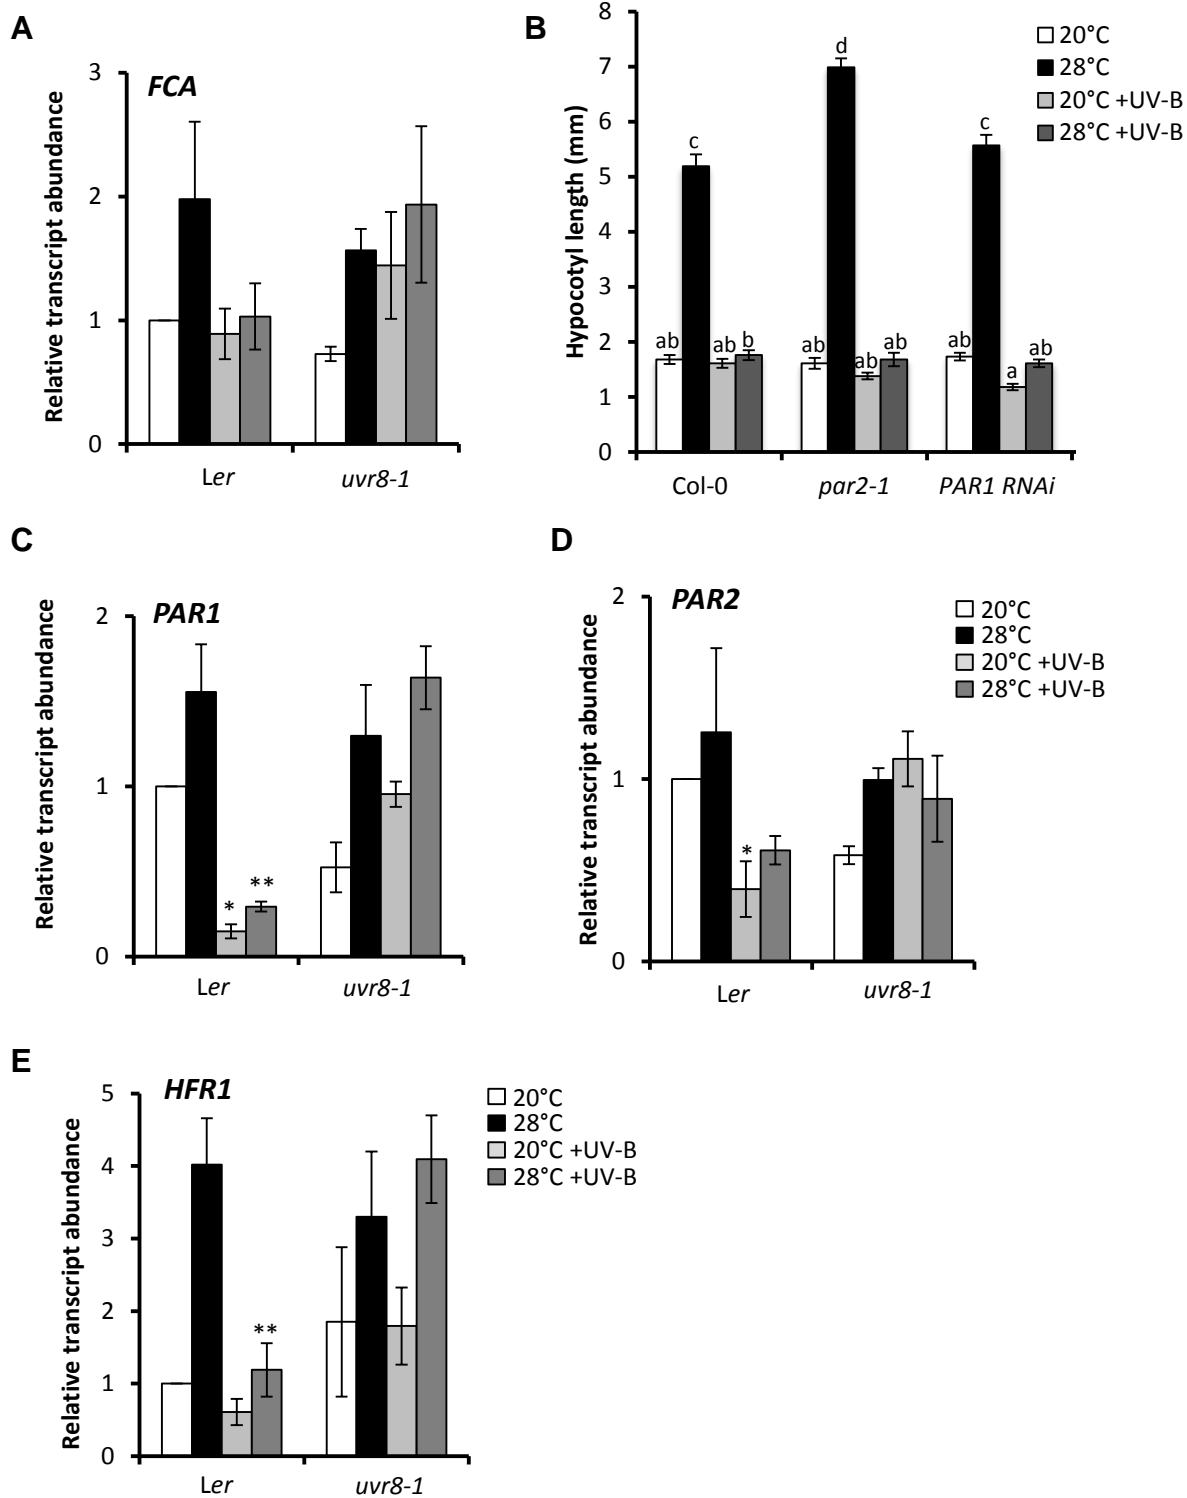 A
FCA
Relative transcript abundance
3
2
1
0
Ler
uvr8-1
B
Hypocotyl length (mm)
8
7
6
5
4
3
2
1
0
ab
c
ab
b
ab
d
ab
ab
ab
c
a
ab
Col-0
par2-1
PAR1 RNAi
20°C
28°C
20°C +UV-B
28°C +UV-B
C
PAR1
Relative transcript abundance
2
1
0
*
**
Ler
uvr8-1
D
PAR2
Relative transcript abundance
2
1
0
*
Ler
uvr8-1
20°C
28°C
20°C +UV-B
28°C +UV-B
E
HFR1
Relative transcript abundance
5
4
3
2
1
0
**
Ler
uvr8-1
20°C
28°C
20°C +UV-B
28°C +UV-B